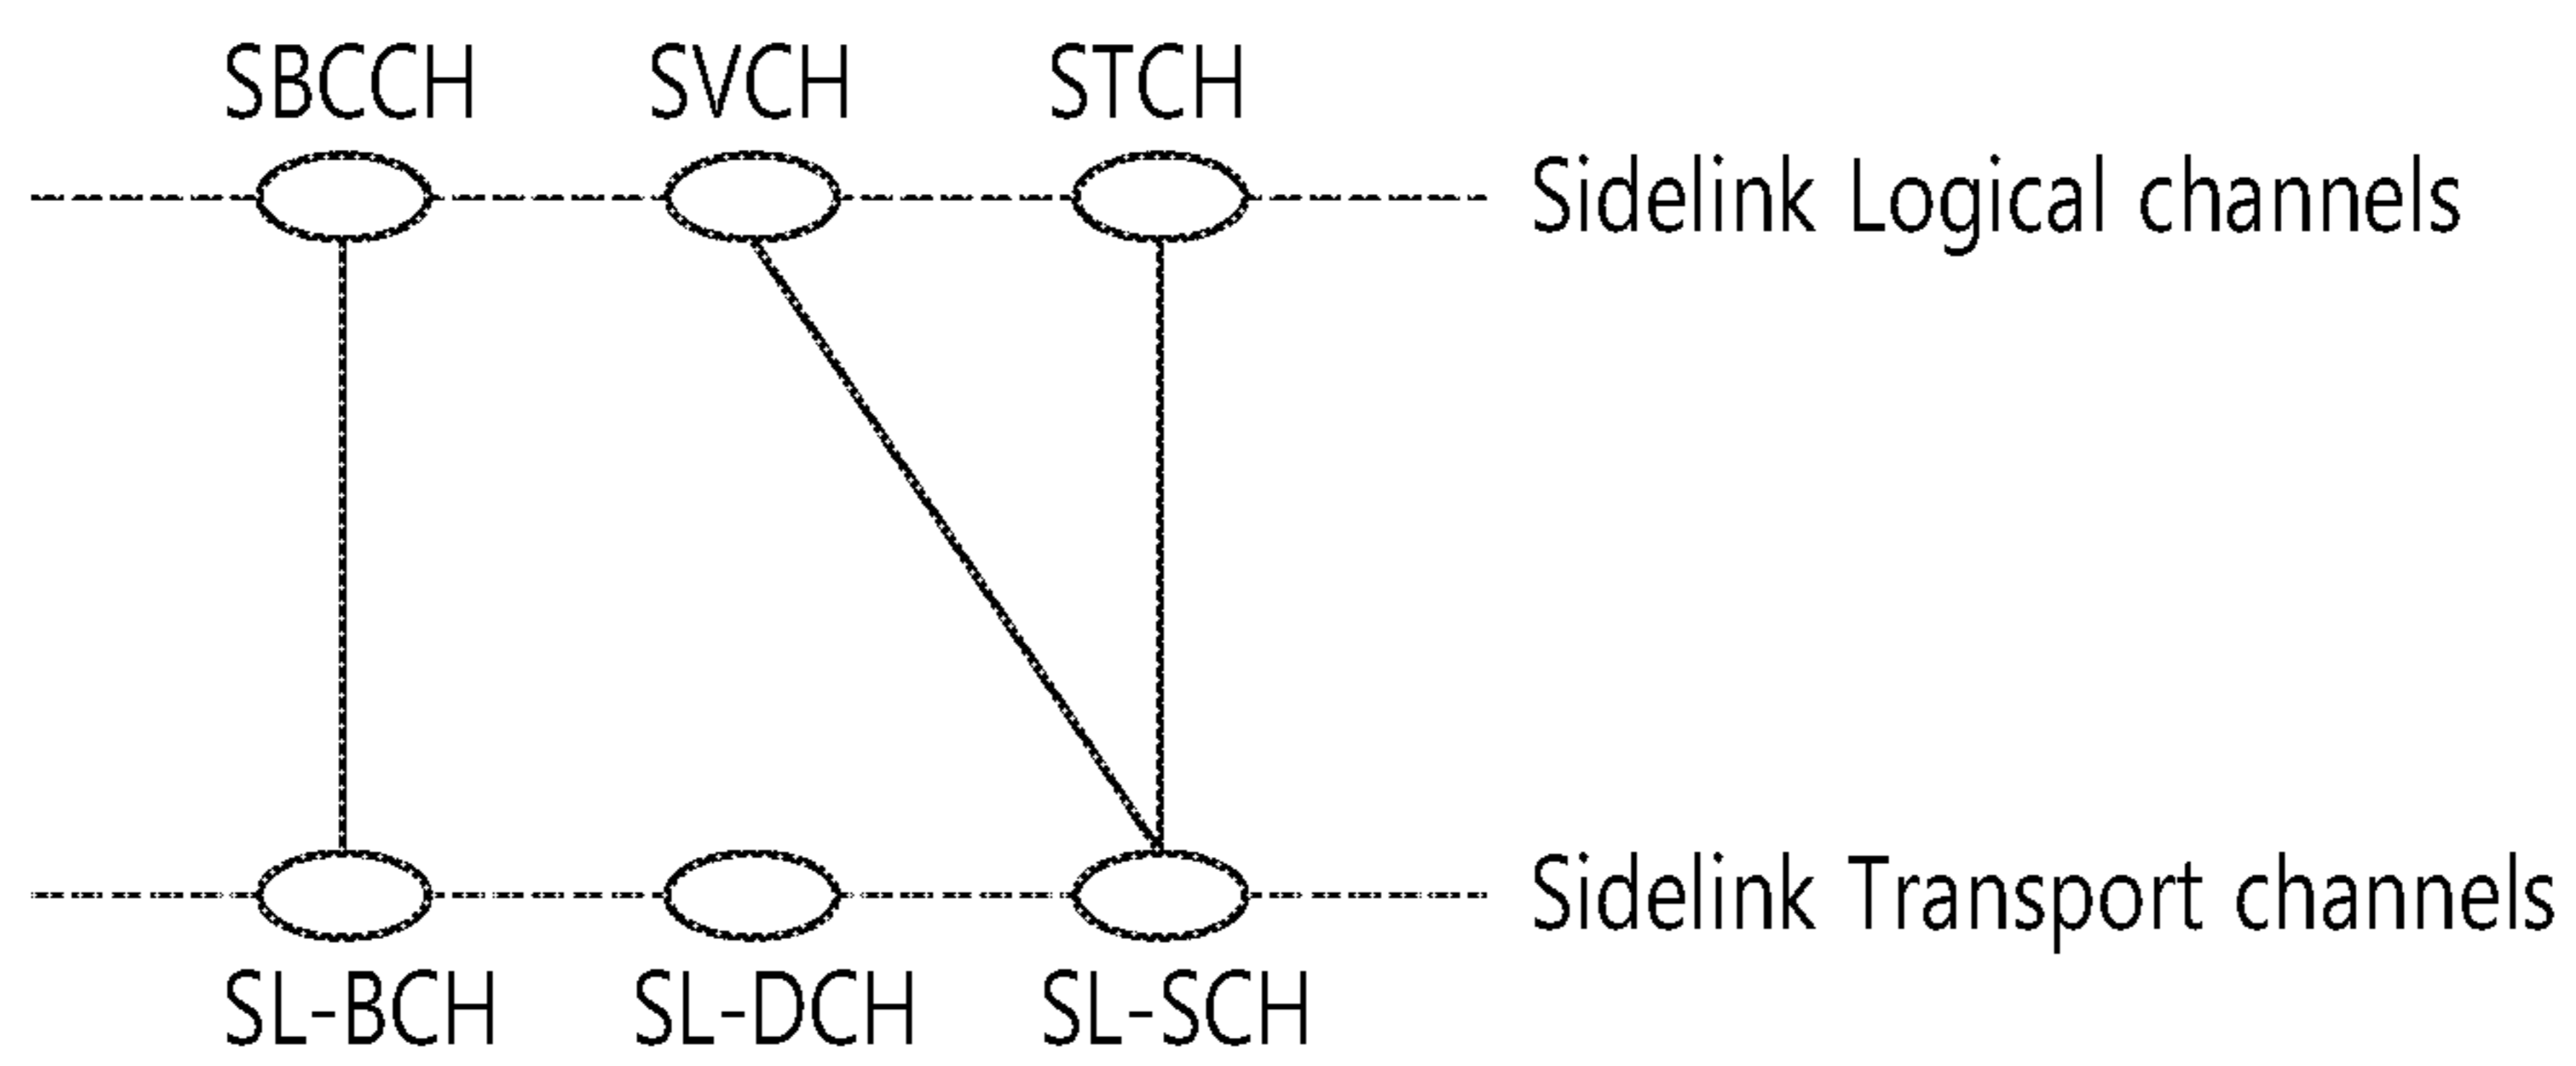 SBCCH SVCH STCH
Sidelink Logical channels
Sidelink Transport channels
SL-BCH SL-DCH SL-SCH